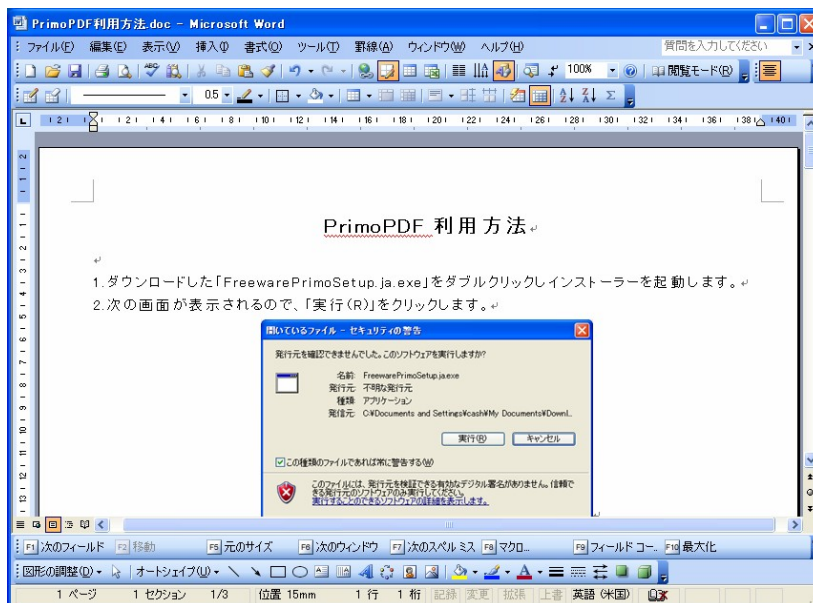 PrimoPDF利用方法.doc - Microsoft Word
ファイル(F) 編集(E) 表示(V) 挿入(I) 書式(O) ツール(T) 罫線(A) ウィンドウ(W) ヘルプ(H) 質問を入力してください
100% 閲覧モード(R)
0.5
PrimoPDF 利用方法
1.ダウンロードした「FreewarePrimoSetup.ja.exe」をダブルクリックしインストーラーを起動します。
2.次の画面が表示されるので、「実行(R)」をクリックします。
開いているファイル - セキュリティの警告
発行元を確認できませんでした。このソフトウェアを実行しますか?
名前: FreewarePrimoSetup.ja.exe
発行元: 不明な発行元
種類: アプリケーション
発信元: C:¥Documents and Settings¥cash¥My Documents¥Downl...
実行(R) キャンセル
この種類のファイルであれば常に警告する(W)
このファイルには、発行元を検証できる有効なデジタル署名がありません。信頼で
きる発行元のソフトウェアのみ実行してください。
実行することのできるソフトウェアの詳細を表示します。
F1 次のフィールド F2 移動 F5 元のサイズ F6 次のウィンドウ F7 次のスペル ミス F8 マクロ... F9 フィールド コー... F10 最大化
図形の調整(D) オートシェイプ(U)
1 ページ 1 セクション 1/3 位置 15mm 1 行 1 桁 記録 変更 拡張 上書 英語 (米国)